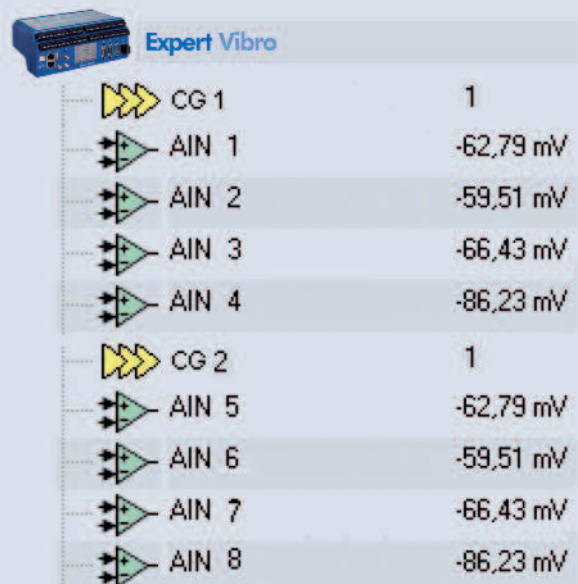 Expert Vibro
CG 1 1
AIN 1 -62,79 mV
AIN 2 -59,51 mV
AIN 3 -66,43 mV
AIN 4 -86,23 mV
CG 2 1
AIN 5 -62,79 mV
AIN 6 -59,51 mV
AIN 7 -66,43 mV
AIN 8 -86,23 mV